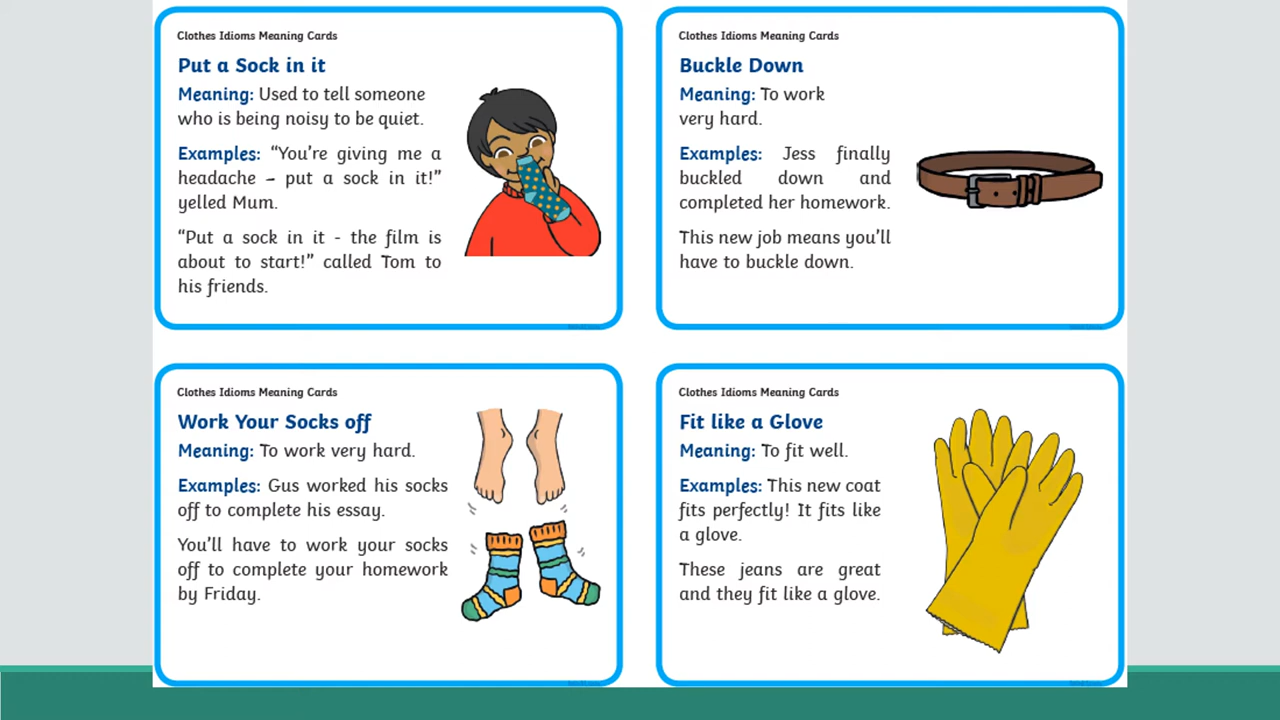 Clothes Idioms Meaning Cards
Put a Sock in it
Meaning: Used to tell someone
who is being noisy to be quiet.
Examples: “You’re giving me a
headache – put a sock in it!”
yelled Mum.
“Put a sock in it - the film is
about to start!” called Tom to
his friends.
Clothes Idioms Meaning Cards
Buckle Down
Meaning: To work
very hard.
Examples: Jess finally
buckled down and
completed her homework.
This new job means you’ll
have to buckle down.
Clothes Idioms Meaning Cards
Work Your Socks off
Meaning: To work very hard.
Examples: Gus worked his socks
off to complete his essay.
You’ll have to work your socks
off to complete your homework
by Friday.
Clothes Idioms Meaning Cards
Fit like a Glove
Meaning: To fit well.
Examples: This new coat
fits perfectly! It fits like
a glove.
These jeans are great
and they fit like a glove.